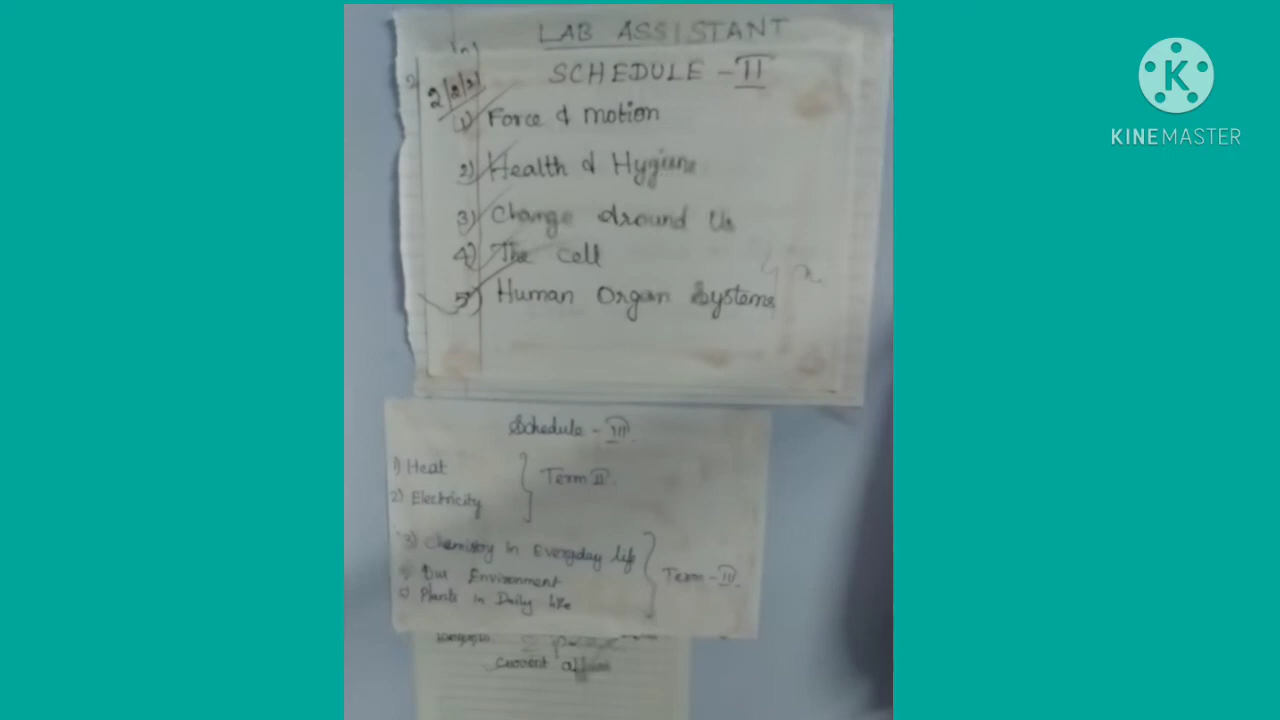 LAB ASSISTANT
SCHEDULE - II
2/2/21
1) Force & motion
2) Health & Hygiene
3) Change around Us
4) The cell
5) Human Organ Systems
Schedule - III.
1) Heat
2) Electricity
Term II.
3) Chemistry in Everyday life
Our Environment
Plants in Daily life
Term - III.
Current affairs
KINEMASTER